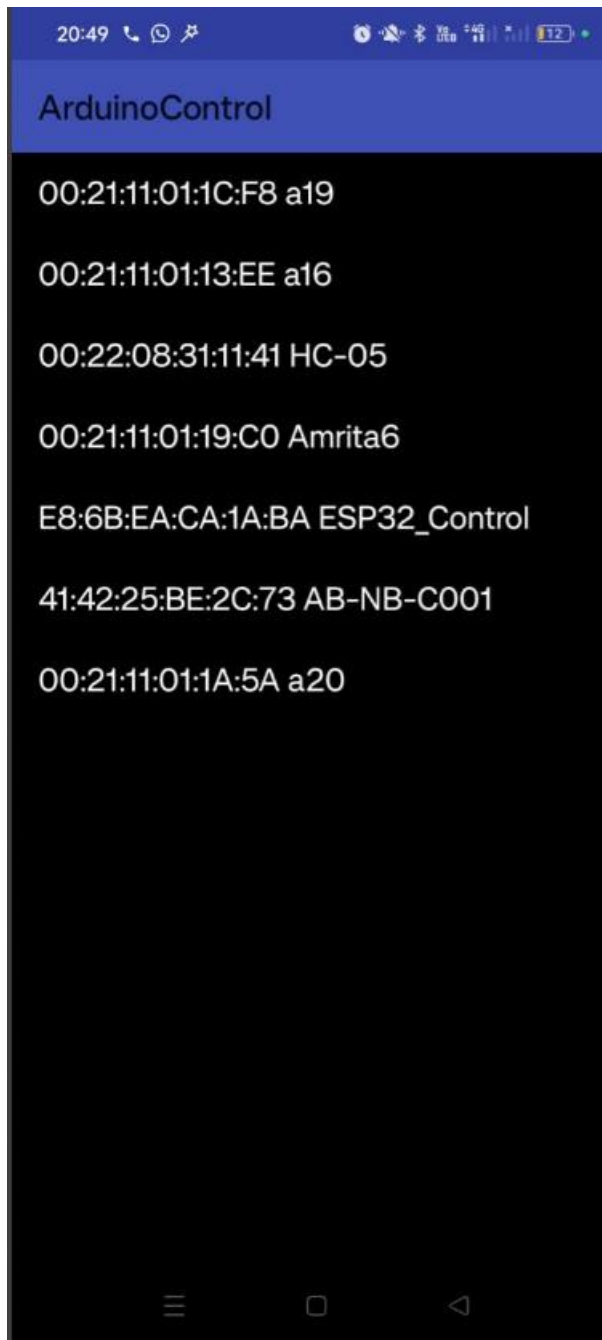 20:49
12
ArduinoControl
00:21:11:01:1C:F8 a19
00:21:11:01:13:EE a16
00:22:08:31:11:41 HC-05
00:21:11:01:19:C0 Amrita6
E8:6B:EA:CA:1A:BA ESP32_Control
41:42:25:BE:2C:73 AB-NB-C001
00:21:11:01:1A:5A a20